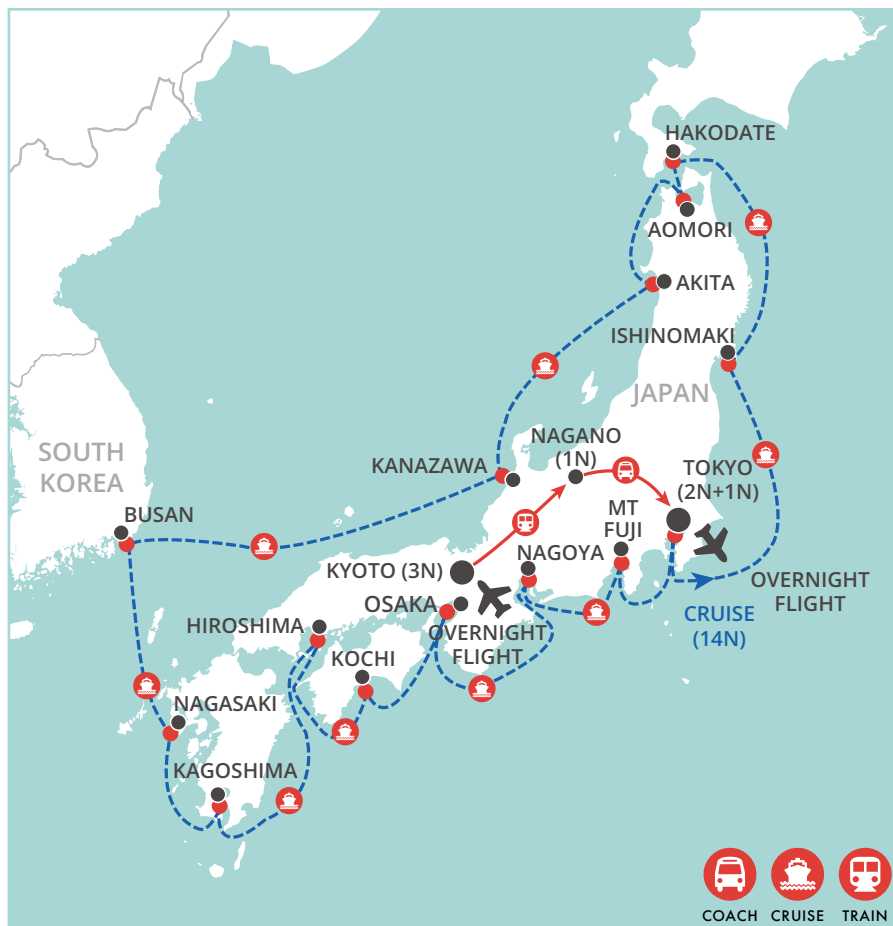 HAKODATE
AOMORI
AKITA
ISHINOMAKI
JAPAN
NAGANO
(1N)
SOUTH
KOREA
KANAZAWA
TOKYO
(2N+1N)
BUSAN
MT
FUJI
NAGOYA
KYOTO (3N)
OVERNIGHT
FLIGHT
OSAKA
CRUISE
(14N)
HIROSHIMA
OVERNIGHT
FLIGHT
KOCHI
NAGASAKI
KAGOSHIMA
COACH CRUISE TRAIN